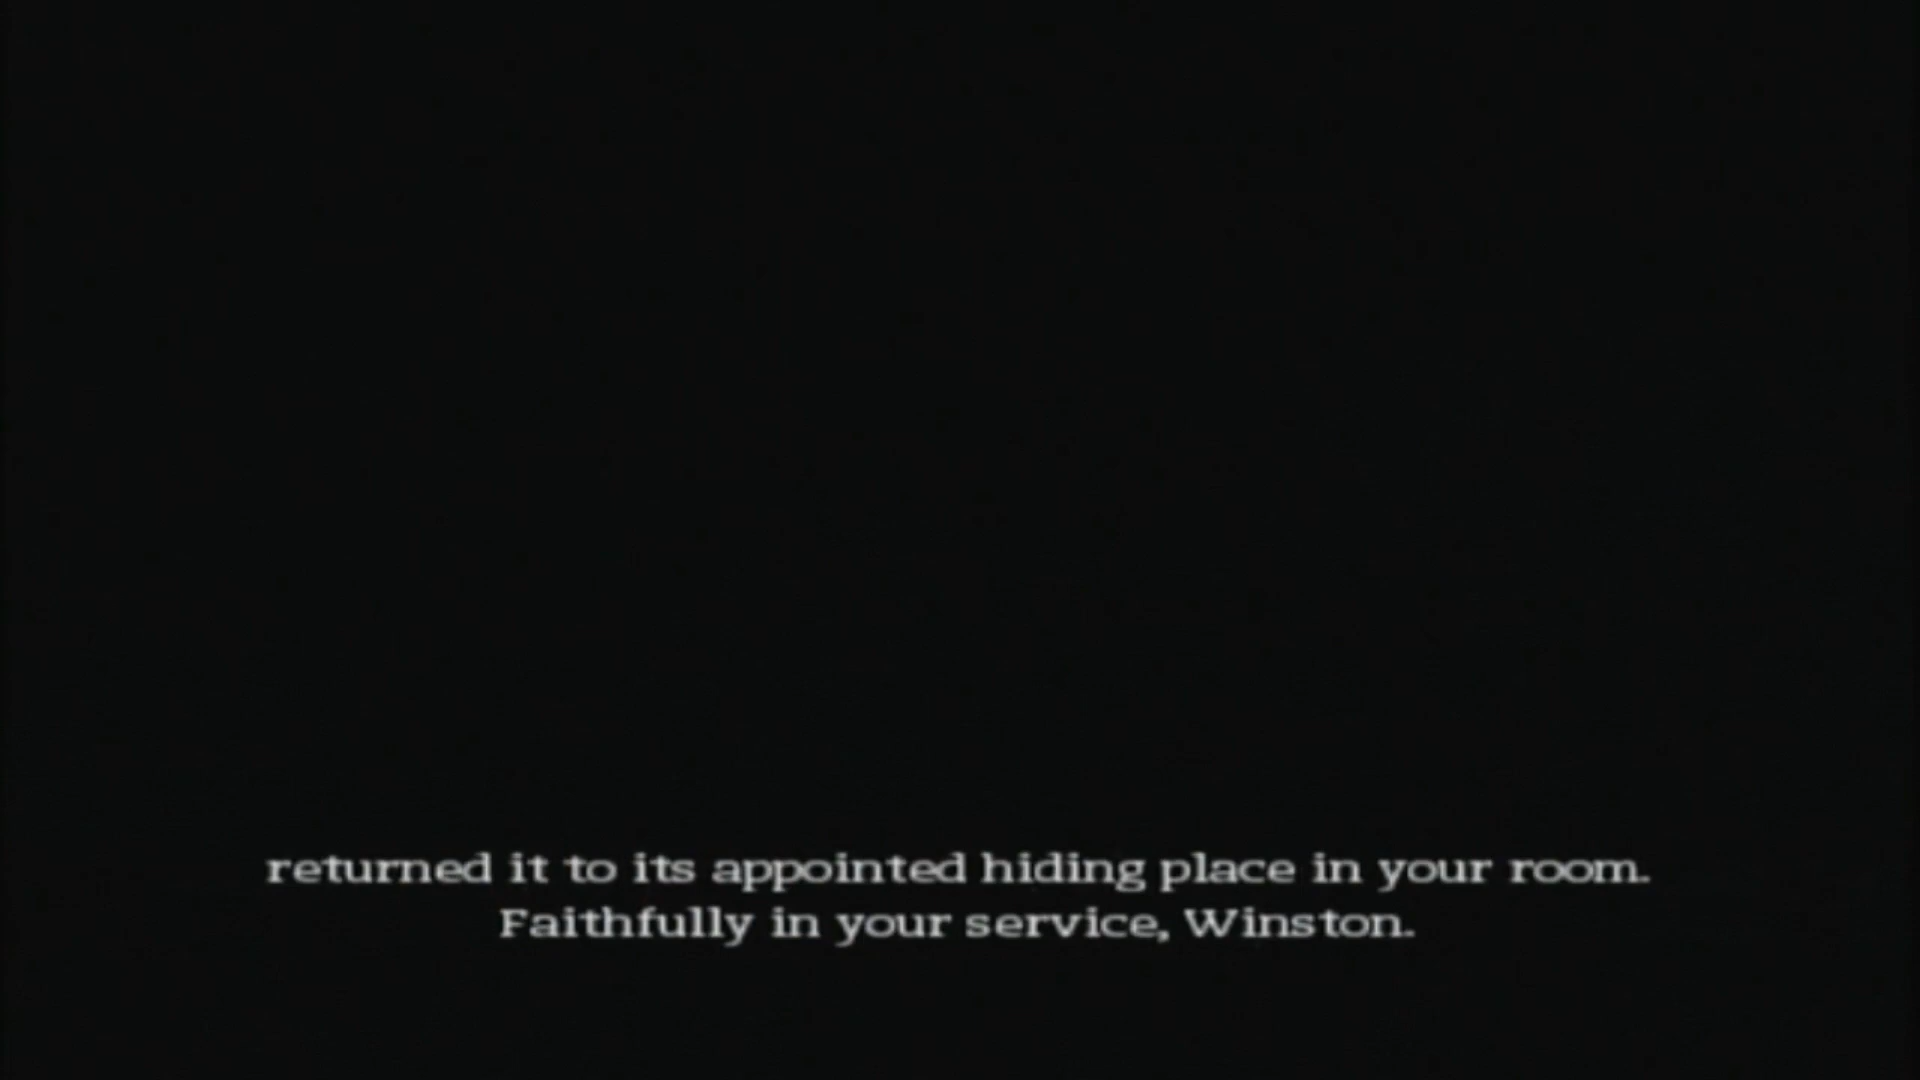 returned it to its appointed hiding place in your room.
Faithfully in your service, Winston.